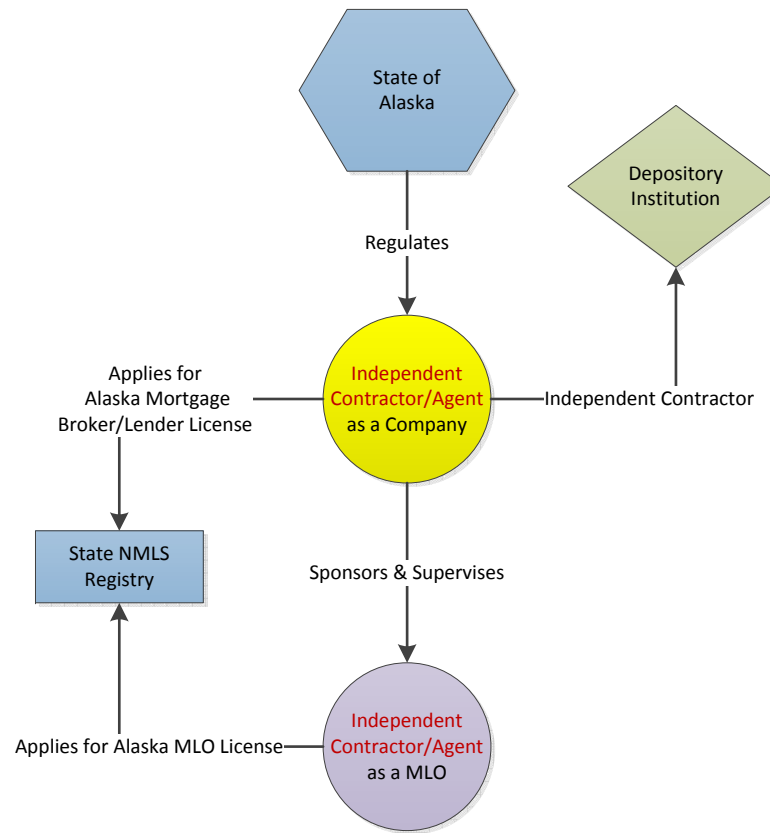 State of
Alaska
Depository
Institution
Regulates
Applies for
Alaska Mortgage
Broker/Lender License
Independent
Contractor/Agent
as a Company
Independent Contractor
State NMLS
Registry
Sponsors & Supervises
Applies for Alaska MLO License
Independent
Contractor/Agent
as a MLO